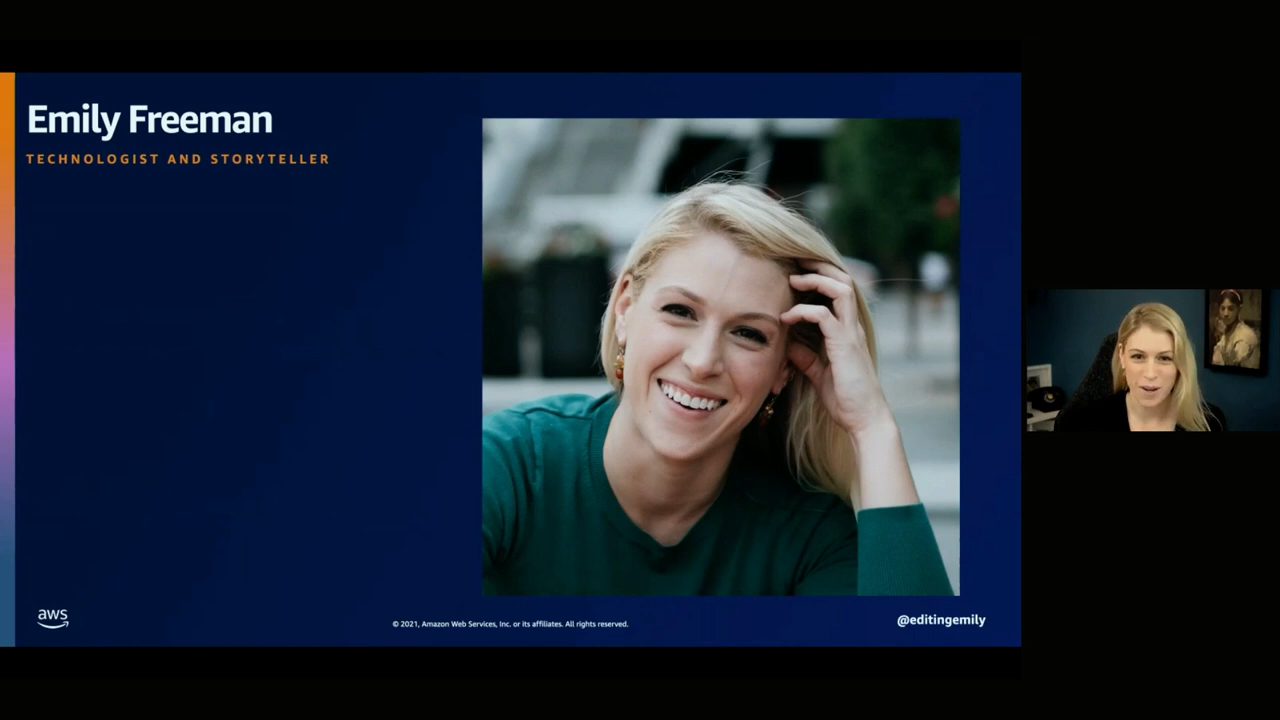 Emily Freeman
TECHNOLOGIST AND STORYTELLER
aws
© 2021, Amazon Web Services, Inc. or its affiliates. All rights reserved.
@editingemily